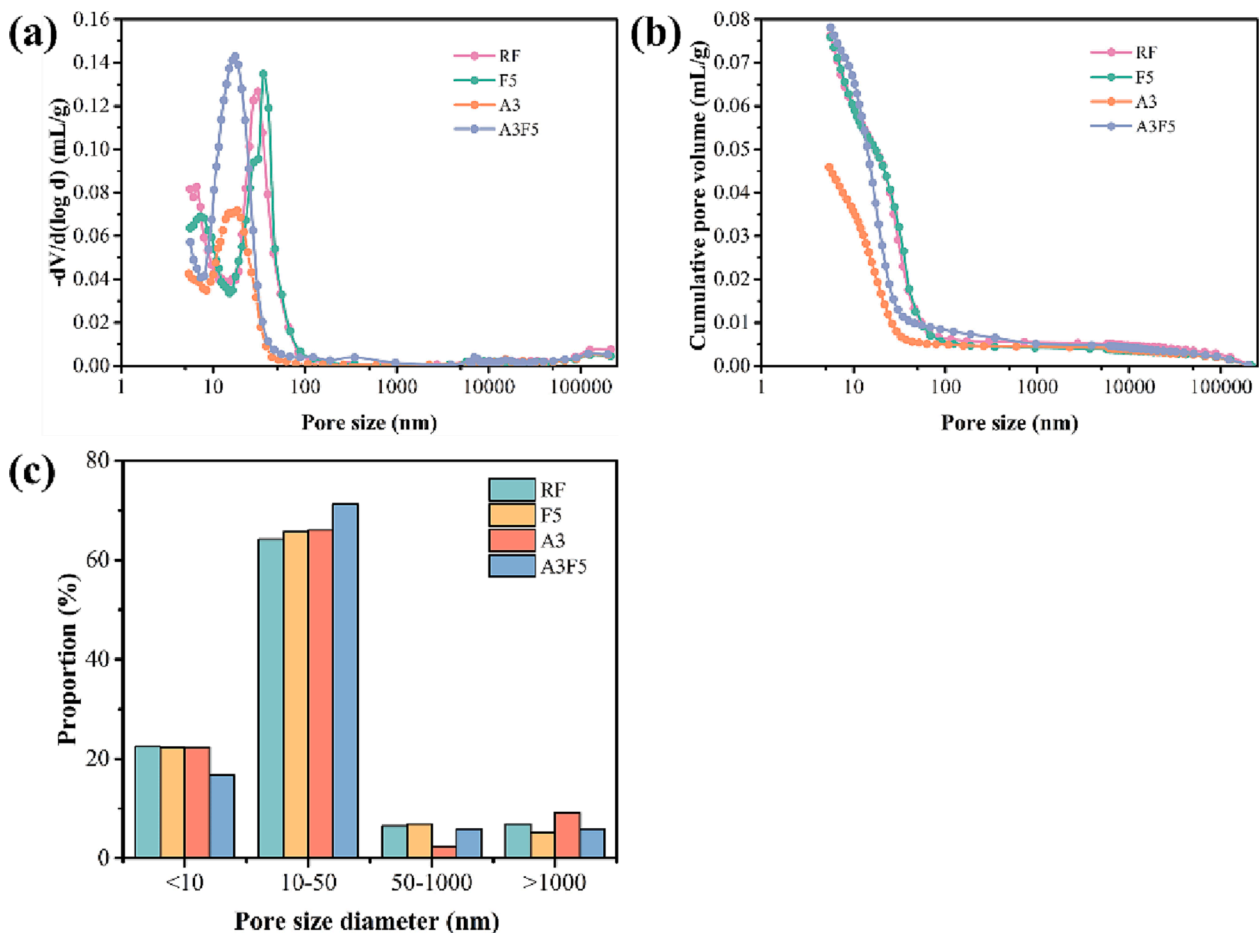 (a)
-dV/d(log d) (mL/g)
0.16
0.14
0.12
0.10
0.08
0.06
0.04
0.02
0.00
1
10
100
1000
10000
100000
Pore size (nm)
RF
F5
A3
A3F5
(b)
Cumulative pore volume (mL/g)
0.08
0.07
0.06
0.05
0.04
0.03
0.02
0.01
0.00
1
10
100
1000
10000
100000
Pore size (nm)
RF
F5
A3
A3F5
(c)
Proportion (%)
80
60
40
20
0
<10
10-50
50-1000
>1000
Pore size diameter (nm)
RF
F5
A3
A3F5